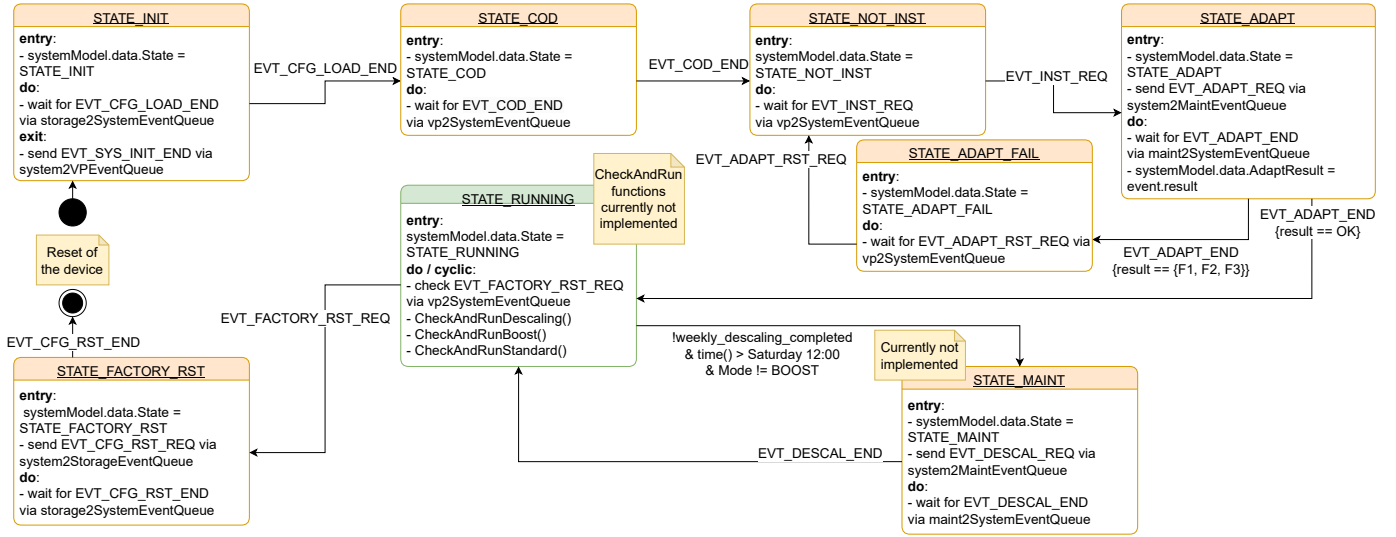 STATE_INIT
entry:
- systemModel.data.State =
STATE_INIT
do:
- wait for EVT_CFG_LOAD_END
via storage2SystemEventQueue
exit:
- send EVT_SYS_INIT_END via
system2VPEventQueue
EVT_CFG_LOAD_END
STATE_COD
entry:
- systemModel.data.State =
STATE_COD
do:
- wait for EVT_COD_END
via vp2SystemEventQueue
EVT_COD_END
STATE_NOT_INST
entry:
- systemModel.data.State =
STATE_NOT_INST
do:
- wait for EVT_INST_REQ
via vp2SystemEventQueue
EVT_INST_REQ
STATE_ADAPT
entry:
- systemModel.data.State =
STATE_ADAPT
- send EVT_ADAPT_REQ via
system2MaintEventQueue
do:
- wait for EVT_ADAPT_END
via maint2SystemEventQueue
- systemModel.data.AdaptResult =
event.result
EVT_ADAPT_RST_REQ
STATE_ADAPT_FAIL
entry:
- systemModel.data.State =
STATE_ADAPT_FAIL
do:
- wait for EVT_ADAPT_RST_REQ via
vp2SystemEventQueue
EVT_ADAPT_END
{result == OK}
EVT_ADAPT_END
{result == {F1, F2, F3}}
CheckAndRun
functions
currently not
implemented
STATE_RUNNING
entry:
systemModel.data.State =
STATE_RUNNING
do / cyclic:
- check EVT_FACTORY_RST_REQ
via vp2SystemEventQueue
- CheckAndRunDescaling()
- CheckAndRunBoost()
- CheckAndRunStandard()
Reset of
the device
EVT_FACTORY_RST_REQ
EVT_CFG_RST_END
STATE_FACTORY_RST
entry:
systemModel.data.State =
STATE_FACTORY_RST
- send EVT_CFG_RST_REQ via
system2StorageEventQueue
do:
- wait for EVT_CFG_RST_END
via storage2SystemEventQueue
!weekly_descaling_completed
& time() > Saturday 12:00
& Mode != BOOST
Currently not
implemented
STATE_MAINT
entry:
- systemModel.data.State =
STATE_MAINT
- send EVT_DESCAL_REQ via
system2MaintEventQueue
do:
- wait for EVT_DESCAL_END
via maint2SystemEventQueue
EVT_DESCAL_END